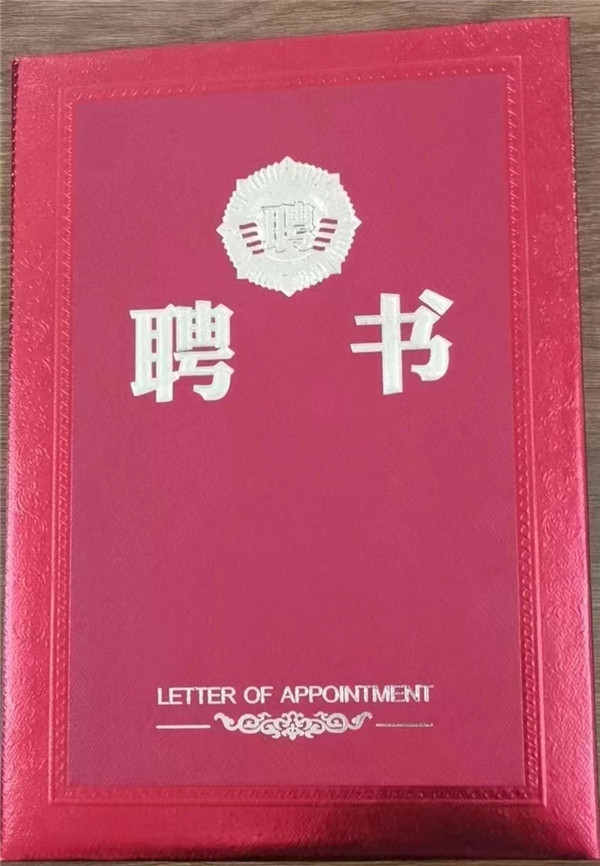 聘
聘书
LETTER OF APPOINTMENT